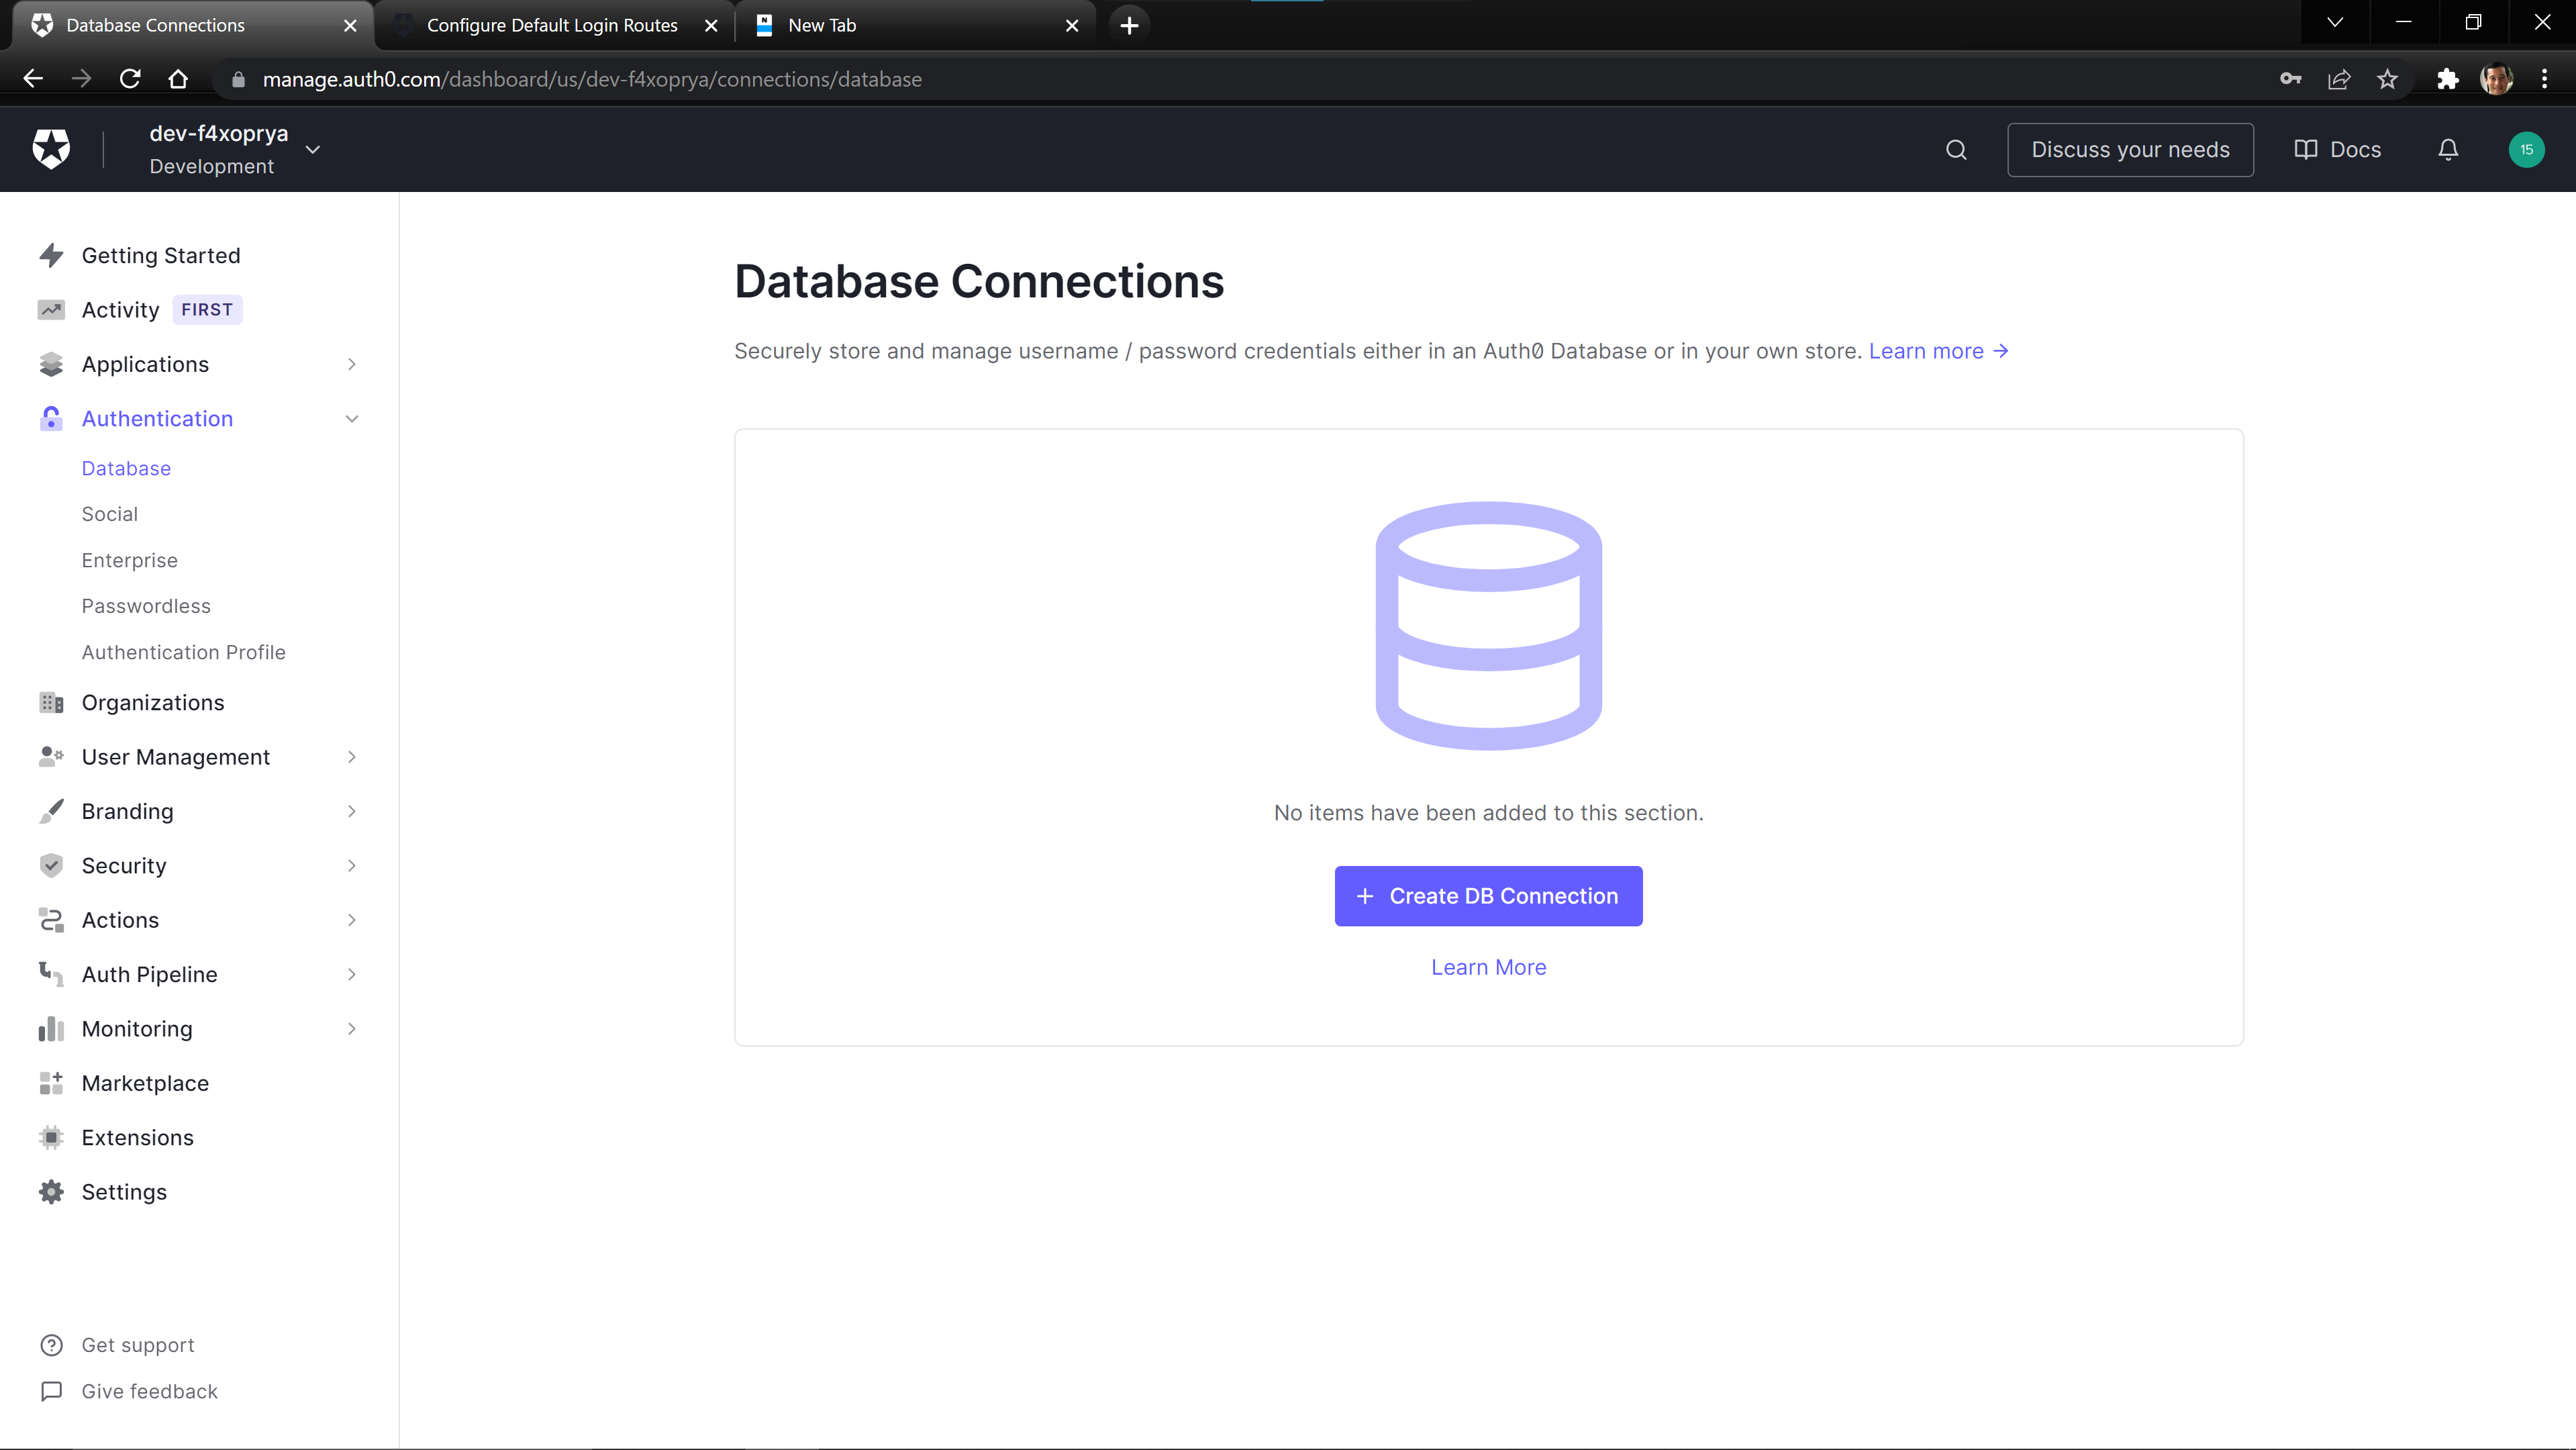 Database Connections
Configure Default Login Routes
New Tab
N
manage.auth0.com/dashboard/us/dev-f4xoprya/connections/database
dev-f4xoprya
Development
Discuss your needs
Docs
15
Getting Started
Activity FIRST
Applications
Authentication
Database
Social
Enterprise
Passwordless
Authentication Profile
Organizations
User Management
Branding
Security
Actions
Auth Pipeline
Monitoring
Marketplace
Extensions
Settings
Get support
Give feedback
Database Connections
Securely store and manage username / password credentials either in an Auth0 Database or in your own store. Learn more →
No items have been added to this section.
+ Create DB Connection
Learn More